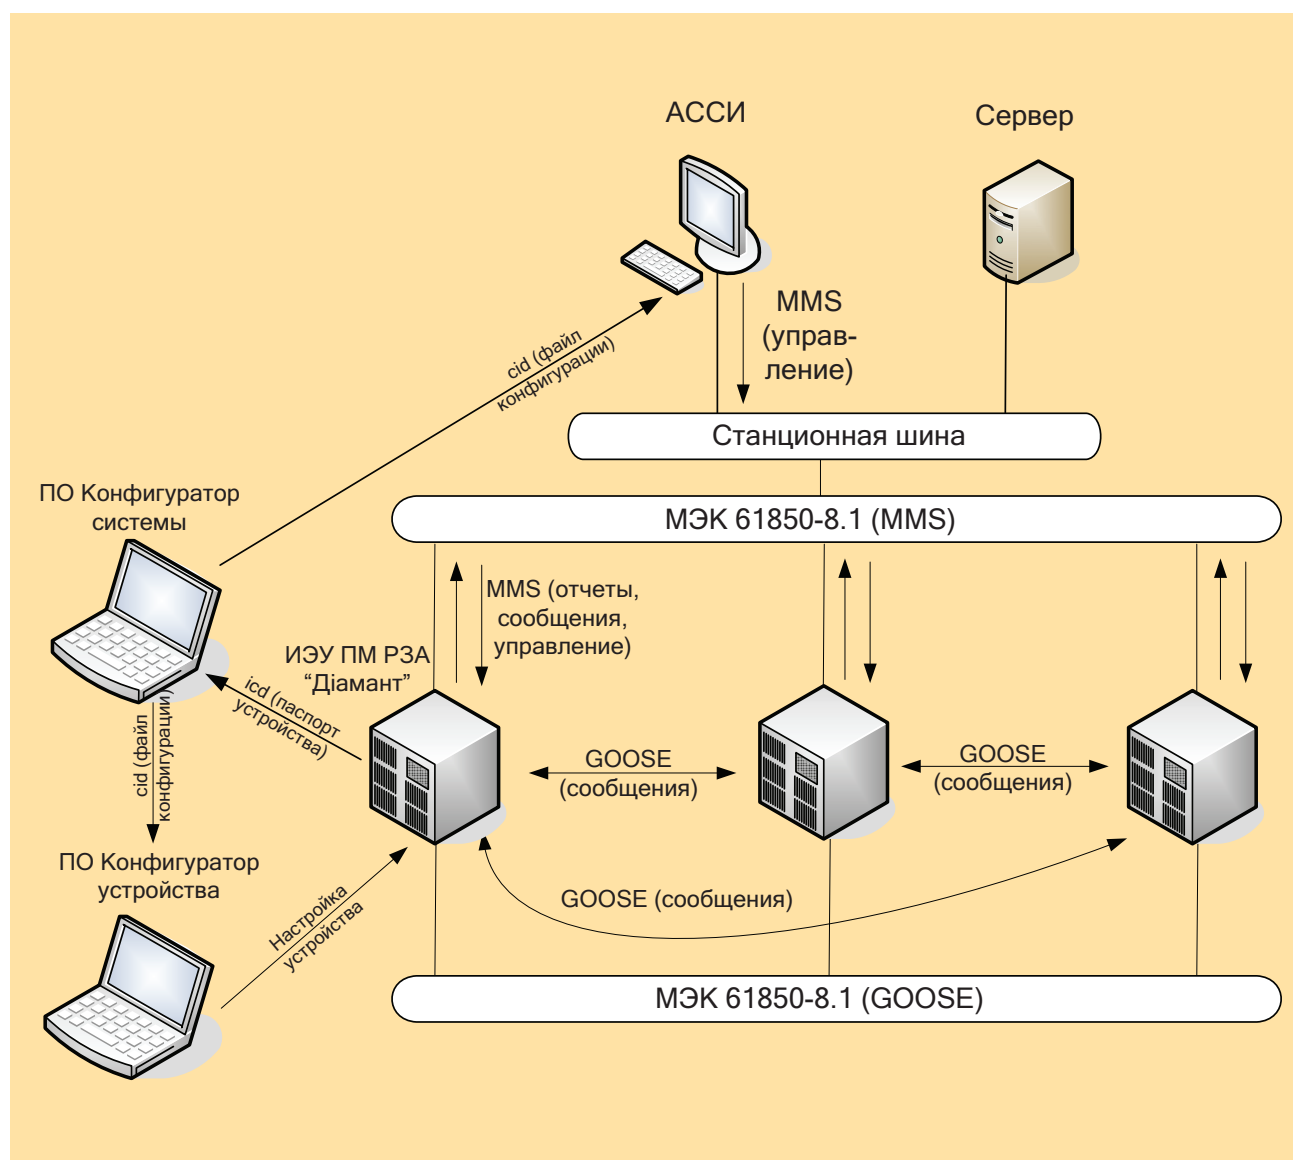 АССИ
Сервер
MMS
(управ-
ление)
cid (файл
конфигурации)
Станционная шина
ПО Конфигуратор
системы
МЭК 61850-8.1 (MMS)
MMS (отчеты,
сообщения,
управление)
ИЭУ ПМ РЗА
“Діамант”
icd (паспорт
устройства)
cid (файл
конфигурации)
GOOSE
(сообщения)
GOOSE
(сообщения)
ПО Конфигуратор
устройства
GOOSE (сообщения)
Настройка
устройства
МЭК 61850-8.1 (GOOSE)